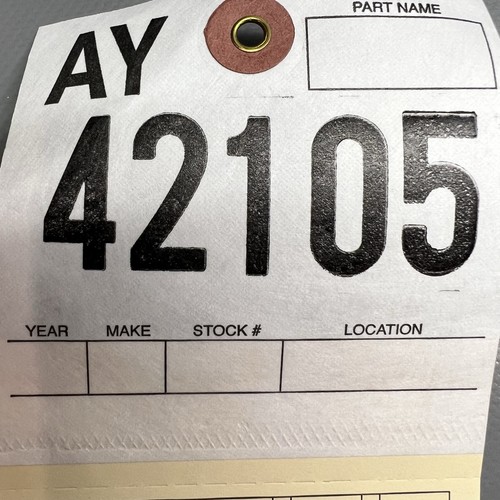 PART NAME
AY
42105
YEAR MAKE STOCK # LOCATION